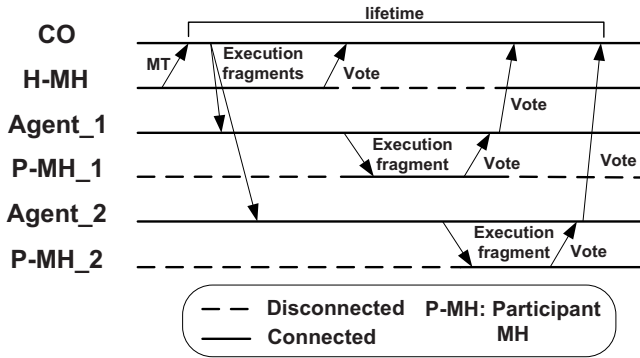 lifetime
CO
MT
Execution
fragments
H-MH
Vote
Agent_1
Vote
P-MH_1
Execution
fragment
Vote
Vote
Agent_2
P-MH_2
Execution
fragment
Vote
Disconnected
Connected
P-MH: Participant
MH